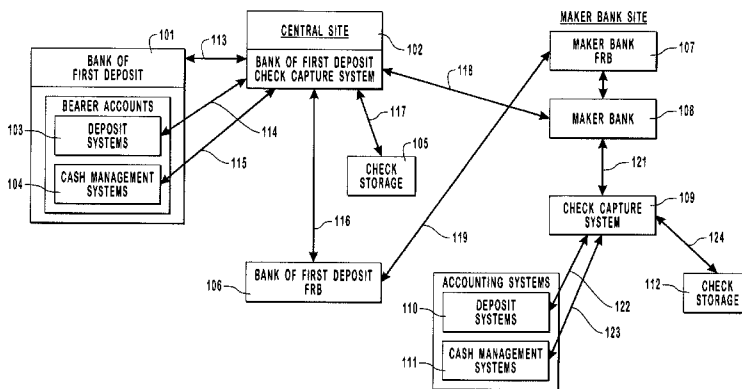 101
BANK OF
FIRST DEPOSIT
BEARER ACCOUNTS
103
DEPOSIT
SYSTEMS
104
CASH MANAGEMENT
SYSTEMS
113
114
115
CENTRAL SITE
102
BANK OF FIRST DEPOSIT
CHECK CAPTURE SYSTEM
116
117
105
CHECK
STORAGE
118
119
106
BANK OF FIRST DEPOSIT
FRB
MAKER BANK SITE
MAKER BANK
FRB
107
MAKER BANK
108
121
CHECK CAPTURE
SYSTEM
109
124
112
CHECK
STORAGE
122
123
ACCOUNTING SYSTEMS
110
DEPOSIT
SYSTEMS
111
CASH MANAGEMENT
SYSTEMS